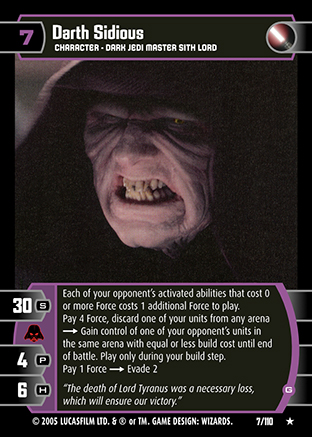 7
Darth Sidious
CHARACTER - DARK JEDI MASTER SITH LORD
30 S
4 P
6 H
Each of your opponent's activated abilities that cost 0
or more Force costs 1 additional Force to play.
Pay 4 Force, discard one of your units from any arena
→ Gain control of one of your opponent's units in
the same arena with equal or less build cost until end
of battle. Play only during your build step.
Pay 1 Force → Evade 2
"The death of Lord Tyranus was a necessary loss,
which will ensure our victory."
G
© 2005 LUCASFILM LTD. & ® or TM. GAME DESIGN: WIZARDS.
7/110 ★